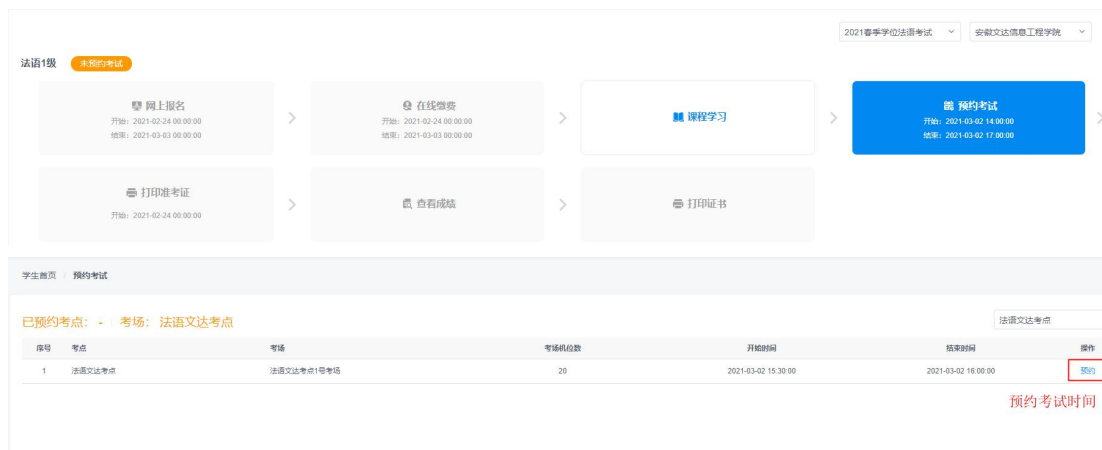 2021春季学位法语考试 安徽文达信息工程学院
法语1级 未预约考试
网上报名
开始：2021-02-24 00:00:00
结束：2021-03-03 00:00:00
在线缴费
开始：2021-02-24 00:00:00
结束：2021-03-03 00:00:00
课程学习
预约考试
开始：2021-03-02 14:00:00
结束：2021-03-02 17:00:00
打印准考证
开始：2021-02-24 00:00:00
查看成绩
打印证书
学生首页 / 预约考试
已预约考点： - 考场： 法语文达考点
法语文达考点
序号 考点 考场 考场机位数 开始时间 结束时间 操作
1 法语文达考点 法语文达考点1号考场 20 2021-03-02 15:30:00 2021-03-02 16:00:00 预约
预约考试时间